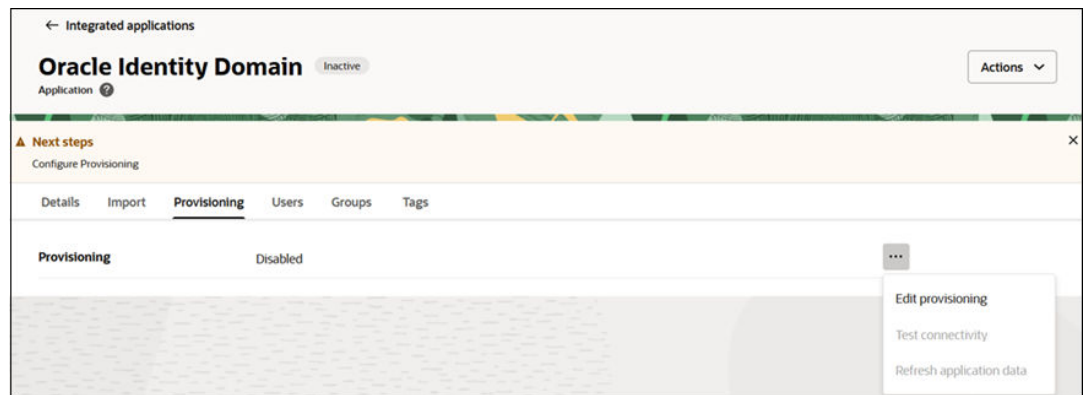 ← Integrated applications
Oracle Identity Domain Inactive
Actions
Application ?
Next steps
Configure Provisioning
Details Import Provisioning Users Groups Tags
Provisioning Disabled ...
Edit provisioning
Test connectivity
Refresh application data